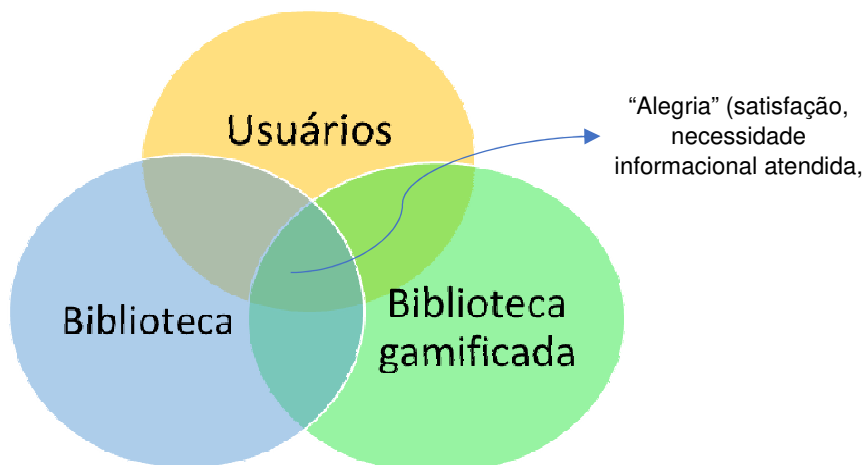 Usuários
“Alegria” (satisfação,
necessidade
informacional atendida,
Biblioteca
Biblioteca
gamificada